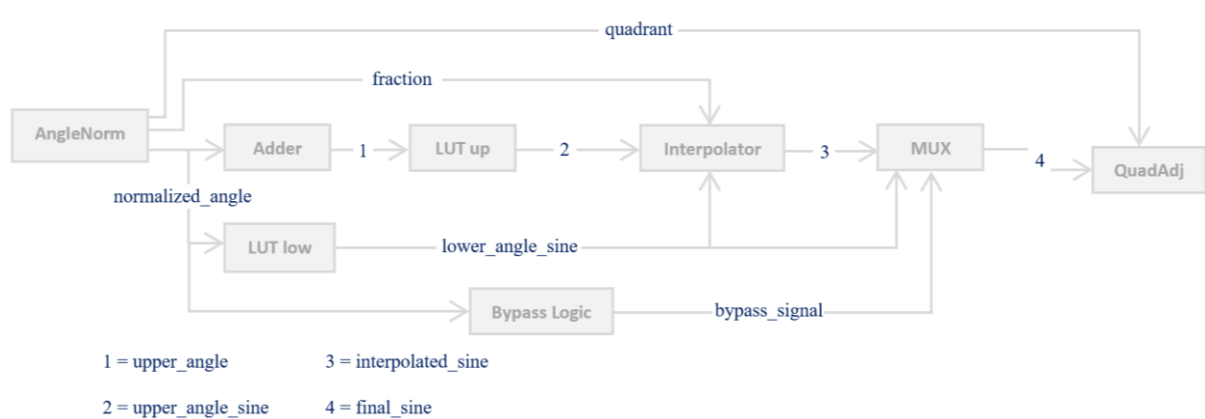 quadrant
fraction
AngleNorm
Adder
1
LUT up
2
Interpolator
3
MUX
4
QuadAdj
normalized_angle
LUT low
lower_angle_sine
Bypass Logic
bypass_signal
1 = upper_angle
3 = interpolated_sine
2 = upper_angle_sine
4 = final_sine